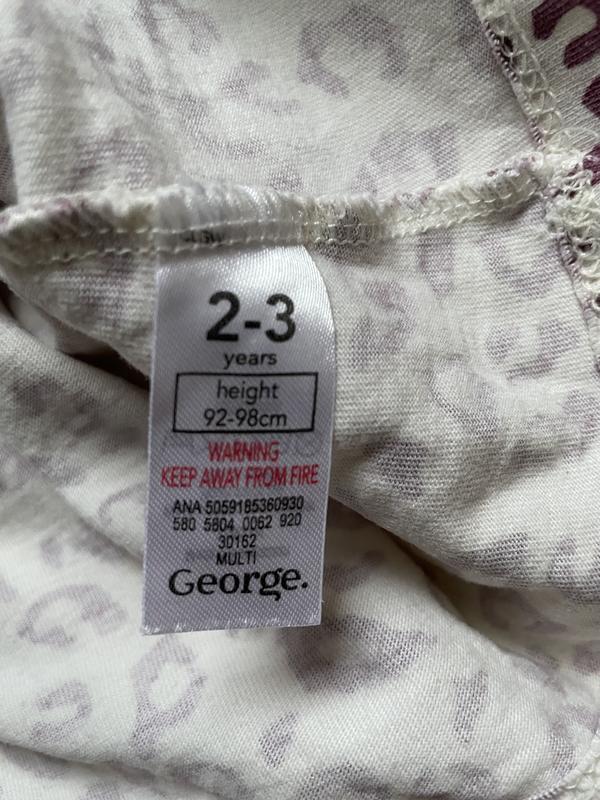 2-3
years
height
92-98cm
WARNING
KEEP AWAY FROM FIRE
ANA 5059185360930
580 5804 0062 920
30162
MULTI
George.